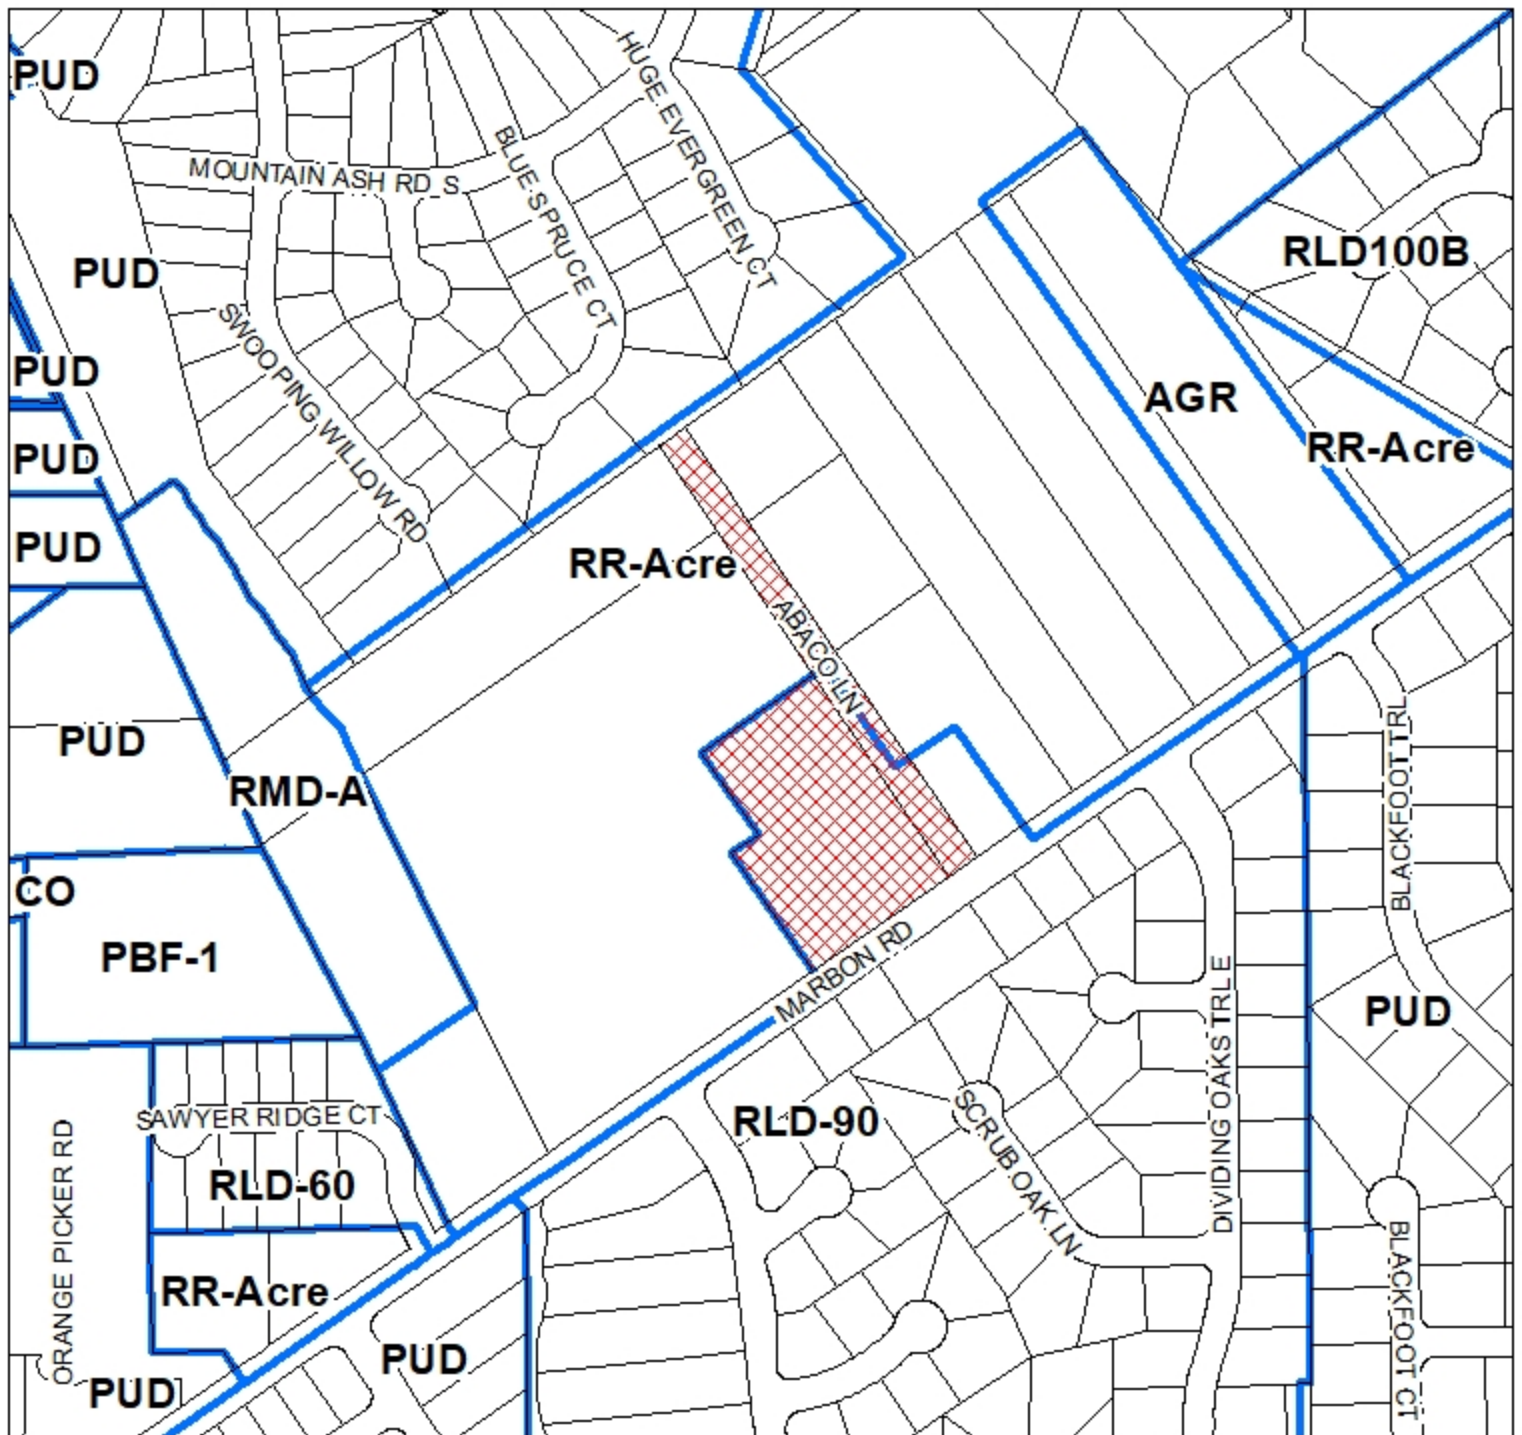 PUD
HUGE EVERGREEN CT
BLUE SPRUCE CT
MOUNTAIN ASH RD S
PUD
RLD100B
SWOOPING WILLOW RD
PUD
AGR
RR-Acre
PUD
PUD
RR-Acre
ABACO LN
PUD
RMD-A
BLACKFOOT TRL
CO
PBF-1
MARBON RD
PUD
DIVIDING OAKS TRL E
SAWYER RIDGE CT
RLD-90
SCRUB OAK LN
RLD-60
ORANGE PICKER RD
RR-Acre
BLACKFOOT CT
PUD
PUD